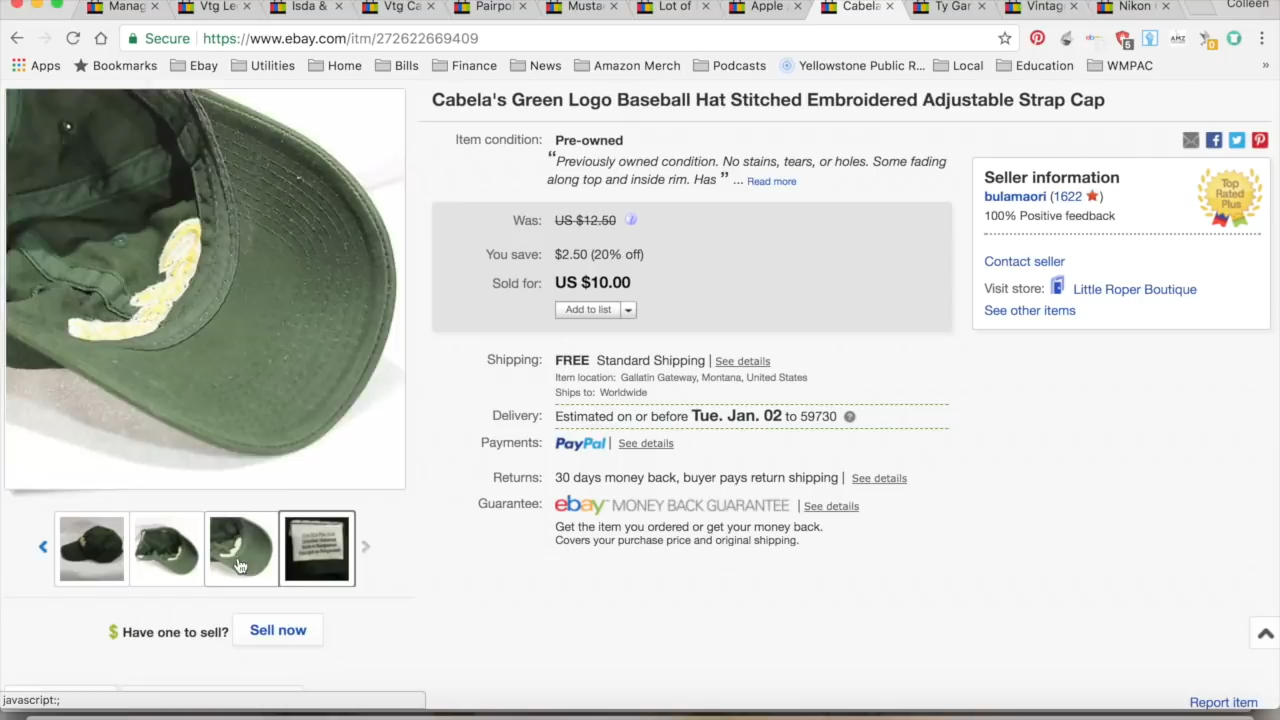 Manag
Vtg Le
Isda &
Vtg Ca
Pairpol
Musta
Lot of
Apple
Cabela
Ty Gar
Vintag
Nikon (
Colleen
Secure https://www.ebay.com/itm/272622669409
5
AMZ
0
Apps Bookmarks Ebay Utilities Home Bills Finance News Amazon Merch Podcasts Yellowstone Public R... Local Education WMPAC »
Cabela's Green Logo Baseball Hat Stitched Embroidered Adjustable Strap Cap
Item condition: Pre-owned
“Previously owned condition. No stains, tears, or holes. Some fading
along top and inside rim. Has ” ... Read more
Was: US $12.50
You save: $2.50 (20% off)
Sold for: US $10.00
Add to list
Shipping: FREE Standard Shipping | See details
Item location: Gallatin Gateway, Montana, United States
Ships to: Worldwide
Delivery: Estimated on or before Tue. Jan. 02 to 59730
Payments: PayPal | See details
Returns: 30 days money back, buyer pays return shipping | See details
Guarantee: ebay MONEY BACK GUARANTEE | See details
Get the item you ordered or get your money back.
Covers your purchase price and original shipping.
Seller information
bulamaori (1622 )
100% Positive feedback
Top
Rated
Plus
Contact seller
Visit store: Little Roper Boutique
See other items
$ Have one to sell? Sell now
javascript:;
Report item